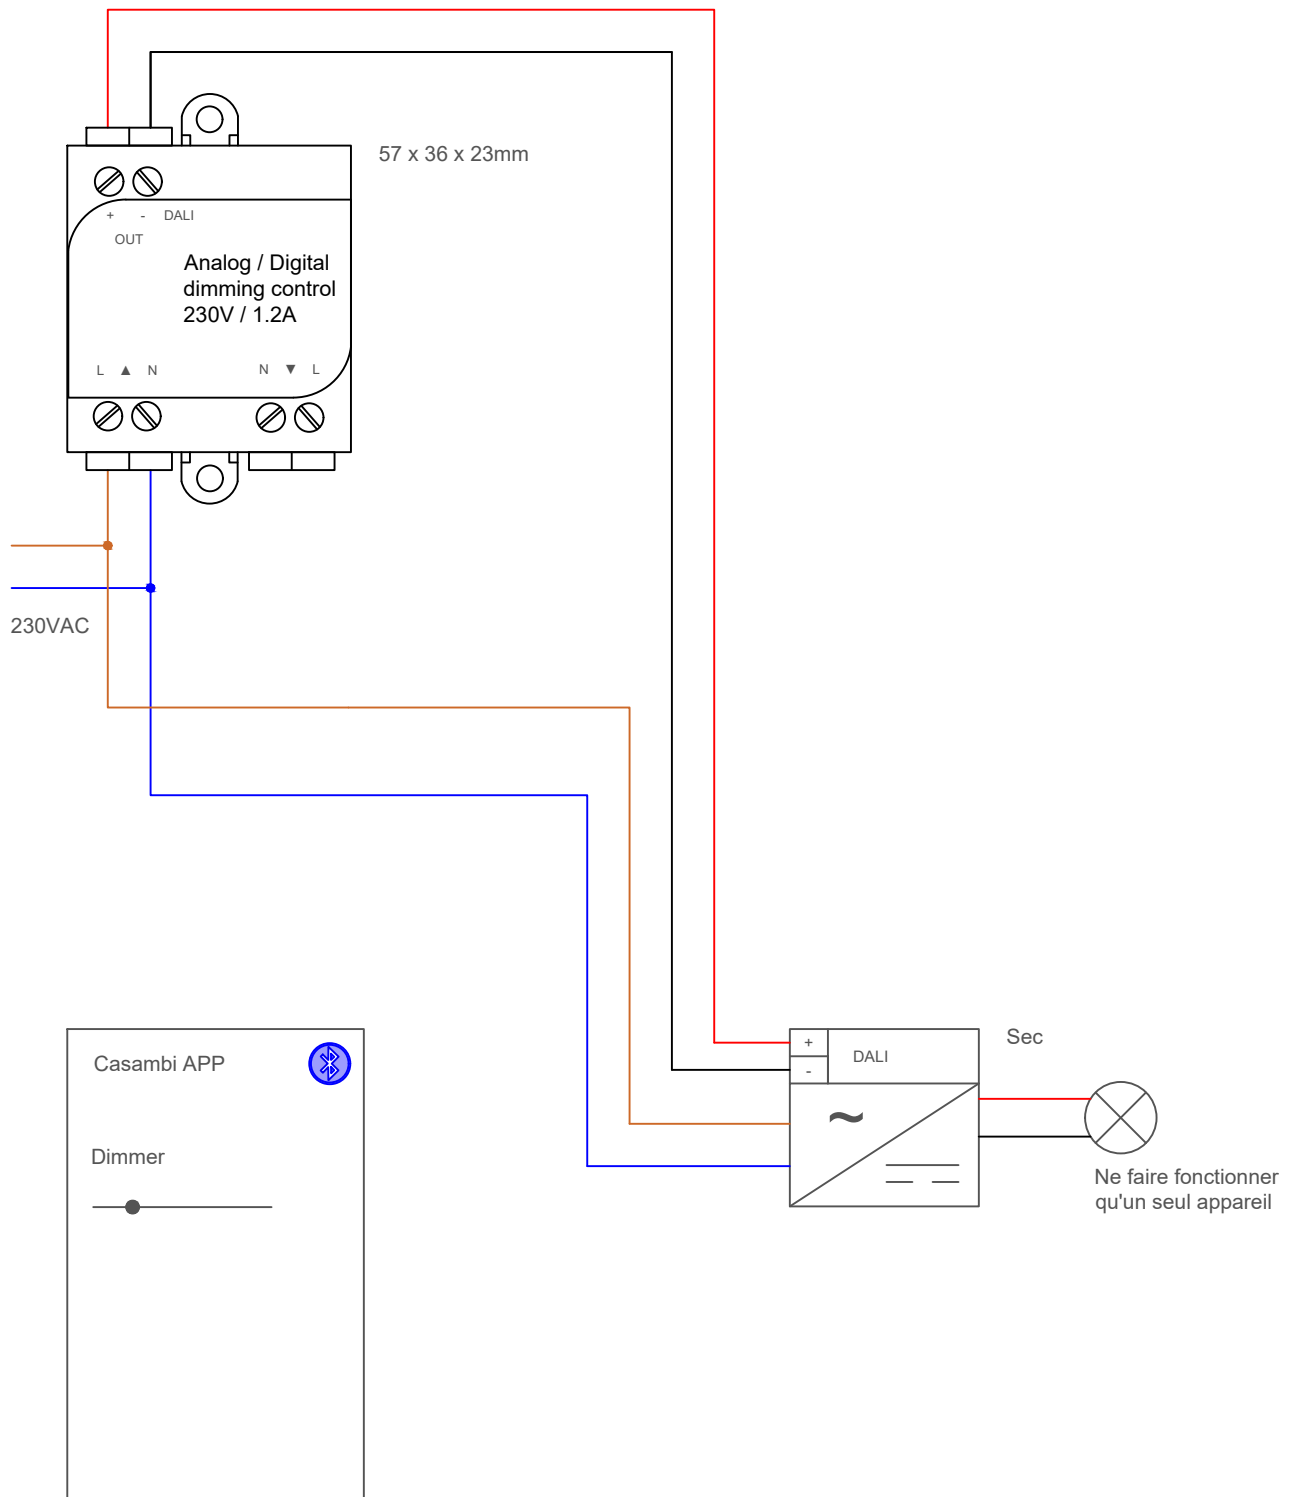 57 x 36 x 23mm
+ - DALI
OUT
Analog / Digital
dimming control
230V / 1.2A
L ▲ N
N ▼ L
230VAC
Casambi APP
Dimmer
+
-
DALI
~
Sec
Ne faire fonctionner
qu'un seul appareil